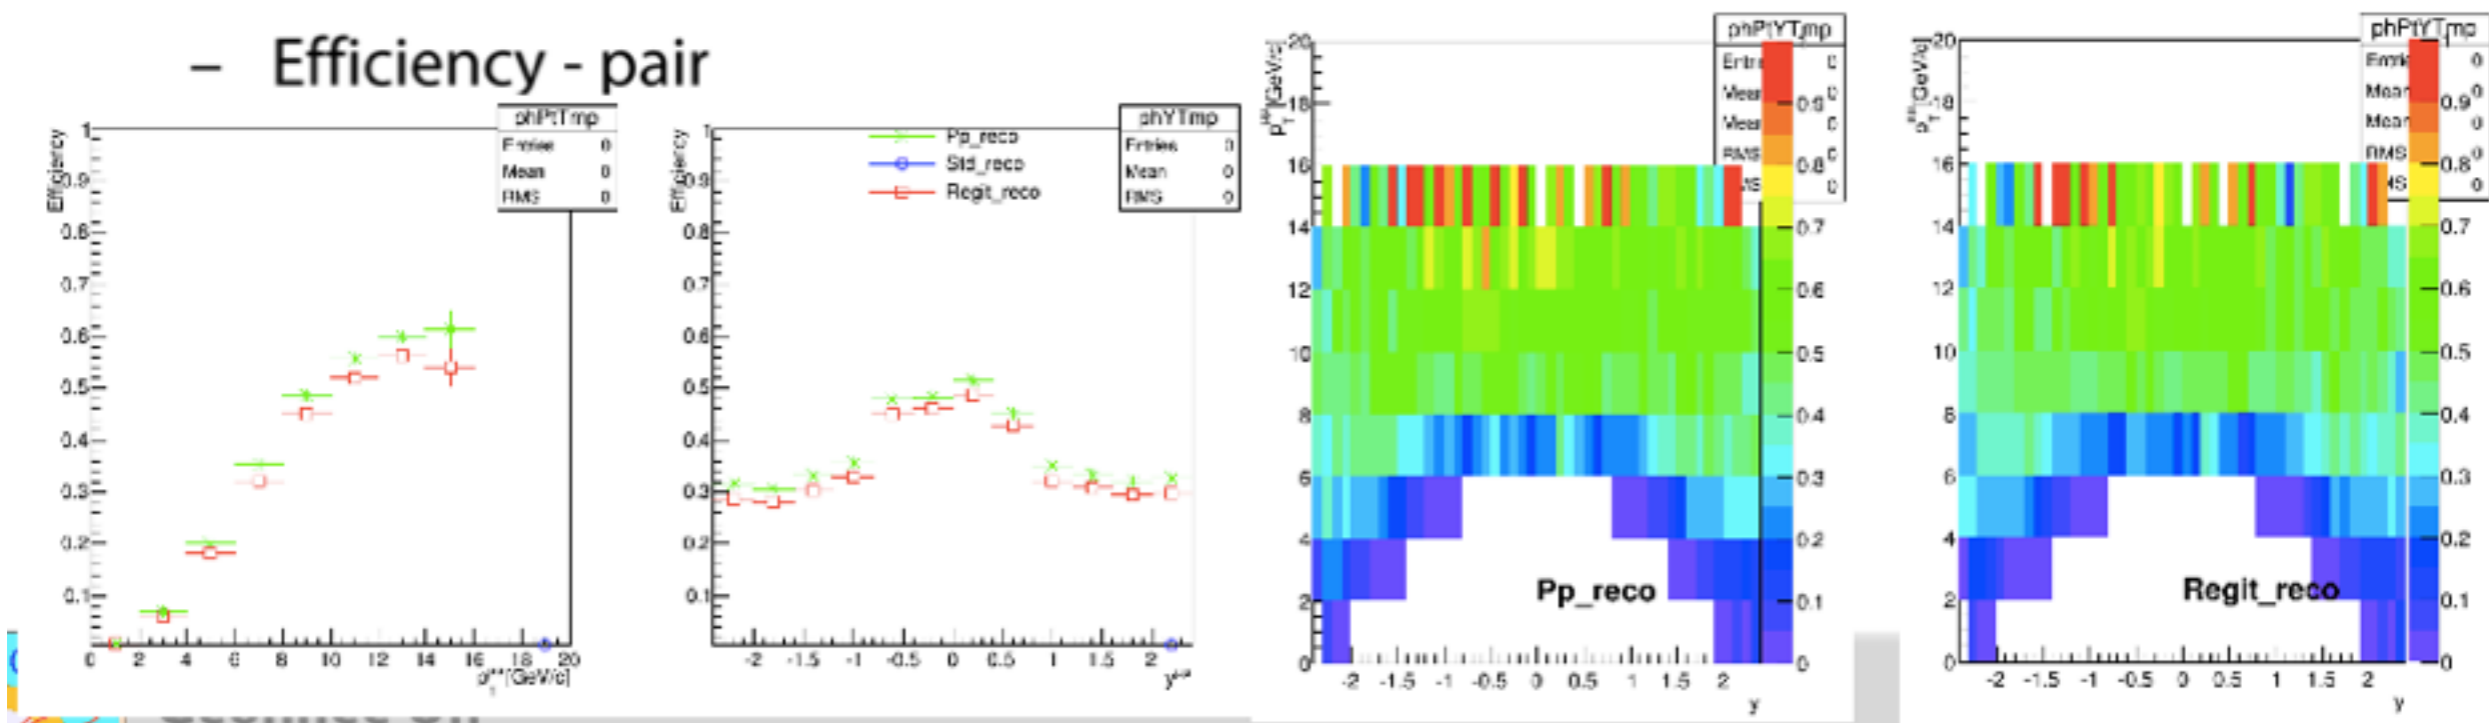 – Efficiency - pair
phPtTmp
Entries 0
Mean 0
RMS 0
Efficiency
1
0.9
0.8
0.7
0.6
0.5
0.4
0.3
0.2
0.1
0 2 4 6 8 10 12 14 16 18 20
[GeV/c]
phYTmp
Entries 0
Mean 0
RMS 0
Pp_reco
Std_reco
Regit_reco
Efficiency
1
0.9
0.8
0.7
0.6
0.5
0.4
0.3
0.2
0.1
-2 -1.5 -1 -0.5 0 0.5 1 1.5 2
phPtYTmp
[GeV/c]
20
18
16
14
12
10
8
6
4
2
0
0.9
0.8
0.7
0.6
0.5
0.4
0.3
0.2
0.1
0
Pp_reco
-2 -1.5 -1 -0.5 0 0.5 1 1.5 2
y
phPtYTmp
[GeV/c]
20
18
16
14
12
10
8
6
4
2
0
0.9
0.8
0.7
0.6
0.5
0.4
0.3
0.2
0.1
0
Regit_reco
-2 -1.5 -1 -0.5 0 0.5 1 1.5 2
y